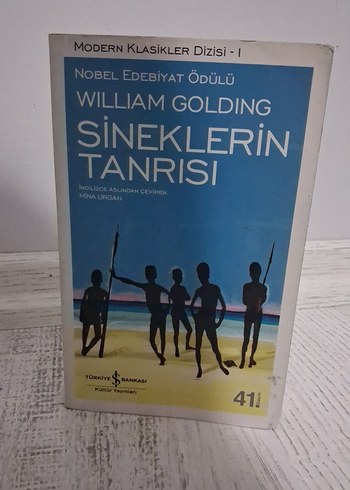 MODERN KLASİKLER DİZİSİ - I
NOBEL EDEBİYAT ÖDÜLÜ
WILLIAM GOLDING
SİNEKLERİN
TANRISI
İNGİLİZCE ASLINDAN ÇEVİREN:
MİNA URGAN
TÜRKİYE İŞ BANKASI
Kültür Yayınları
41